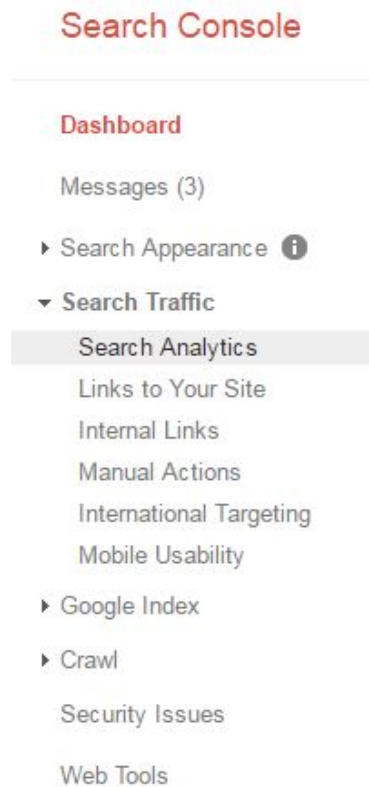 Search Console
Dashboard
Messages (3)
Search Appearance
Search Traffic
Search Analytics
Links to Your Site
Internal Links
Manual Actions
International Targeting
Mobile Usability
Google Index
Crawl
Security Issues
Web Tools